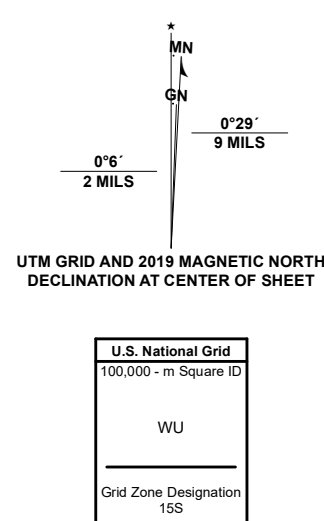 MN
GN
0°29´
9 MILS
0°6´
2 MILS
UTM GRID AND 2019 MAGNETIC NORTH
DECLINATION AT CENTER OF SHEET
U.S. National Grid
100,000 - m Square ID
WU
Grid Zone Designation
15S